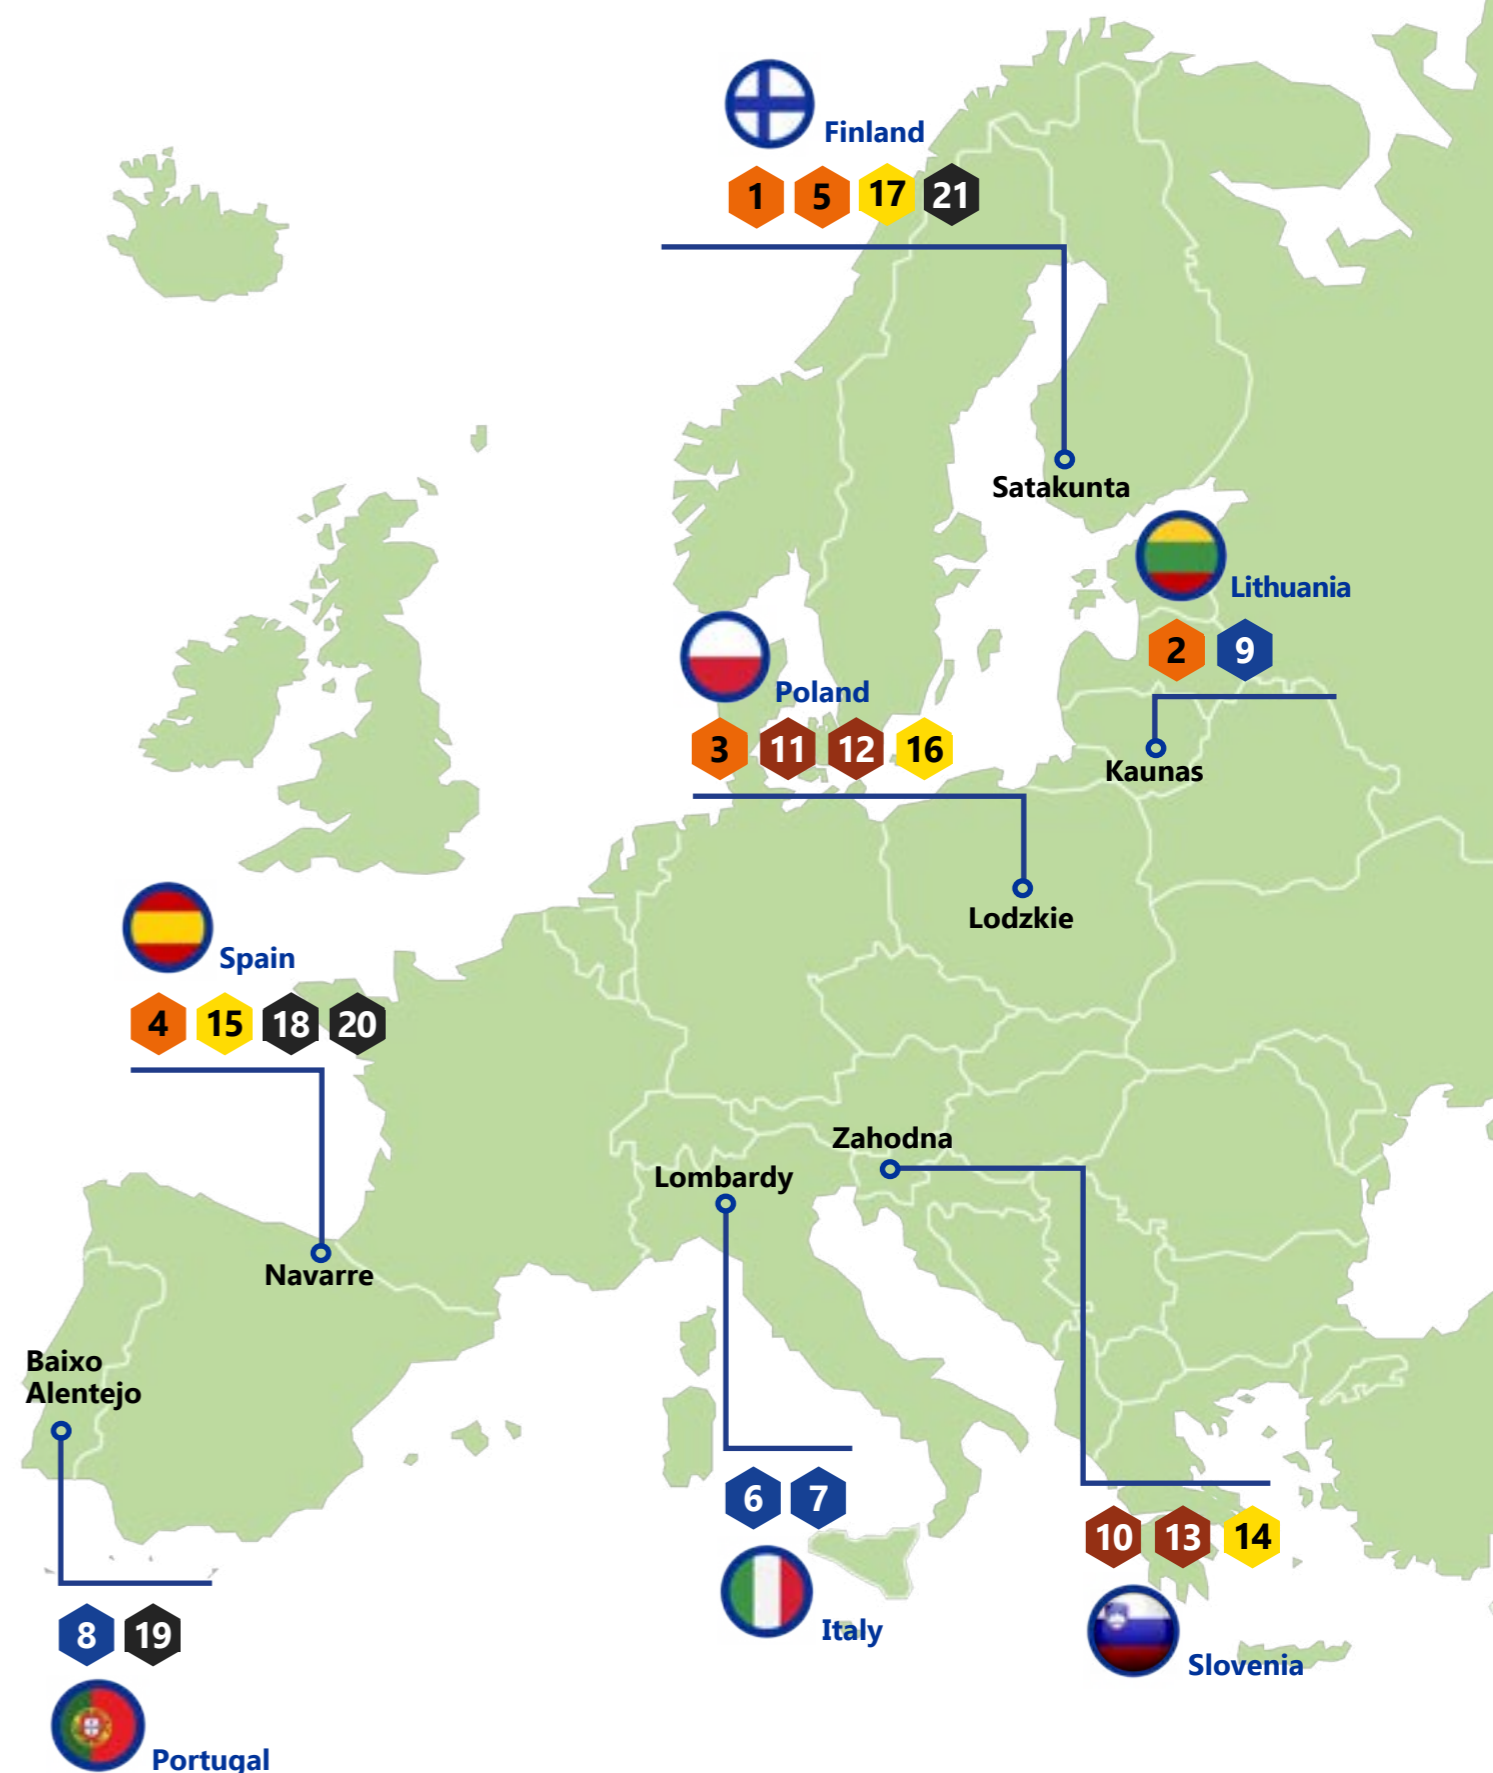 Finland
1 5 17 21
Satakunta
Lithuania
2 9
Kaunas
Poland
3 11 12 16
Lodzkie
Spain
4 15 18 20
Navarre
Zahodna
Lombardy
Baixo
Alentejo
6 7
Italy
10 13 14
Slovenia
8 19
Portugal